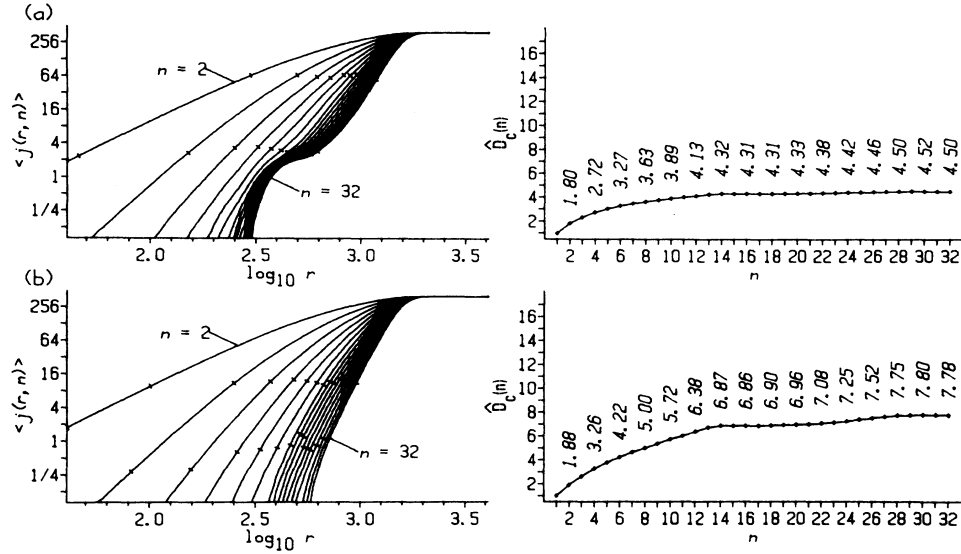 (a)
<j(r,n)>
256
64
16
4
1
1/4
n = 2
n = 32
2.0 2.5 3.0 3.5
log10 r
D̂c(n)
16
14
12
10
8
6
4
2
1.80 2.72 3.27 3.63 3.89 4.13 4.32 4.31 4.31 4.33 4.38 4.42 4.46 4.50 4.52 4.50
2 4 6 8 10 12 14 16 18 20 22 24 26 28 30 32
n
(b)
<j(r,n)>
256
64
16
4
1
1/4
n = 2
n = 32
2.0 2.5 3.0 3.5
log10 r
D̂c(n)
16
14
12
10
8
6
4
2
1.88 3.26 4.22 5.00 5.72 6.38 6.87 6.86 6.90 6.96 7.08 7.25 7.52 7.75 7.80 7.78
2 4 6 8 10 12 14 16 18 20 22 24 26 28 30 32
n